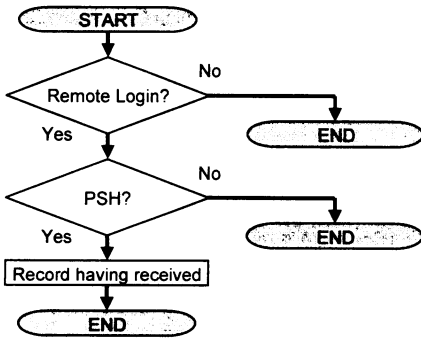 START
Remote Login?
No
Yes
END
PSH?
No
Yes
END
Record having received
END